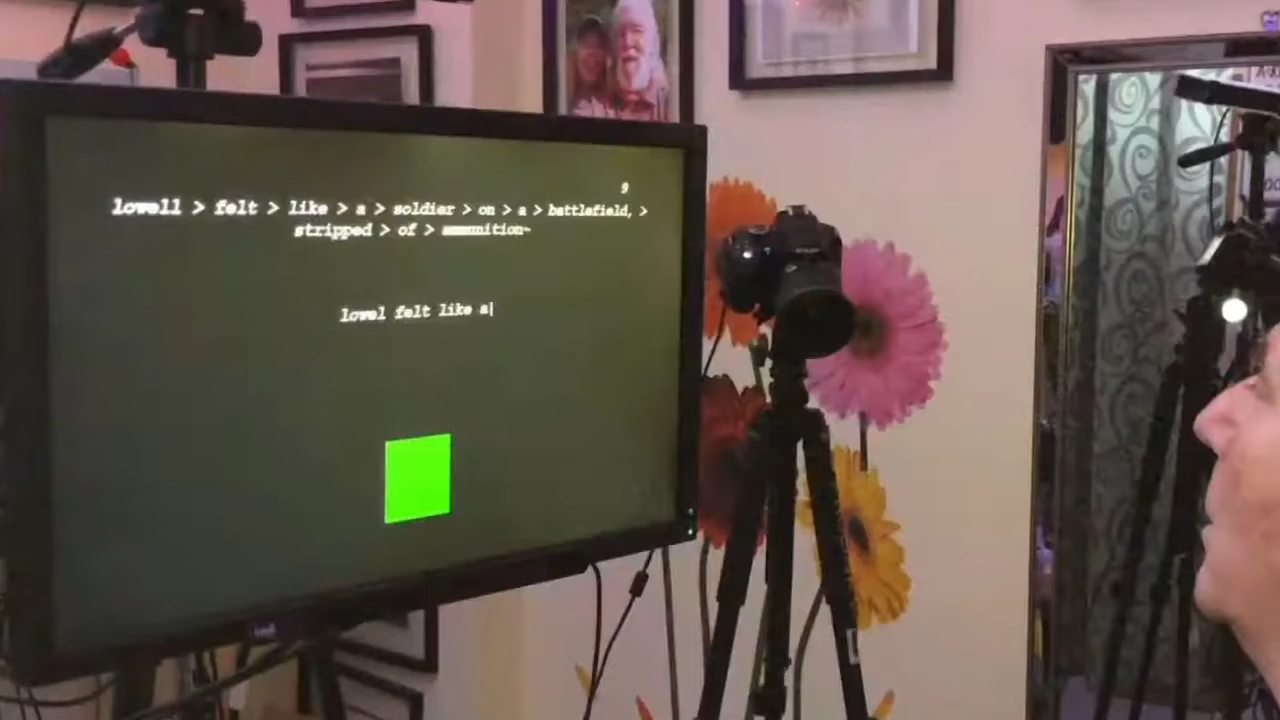 9
lowell > felt > like > a > soldier > on > a > battlefield, >
stripped > of > ammunition~
lowel felt like a|